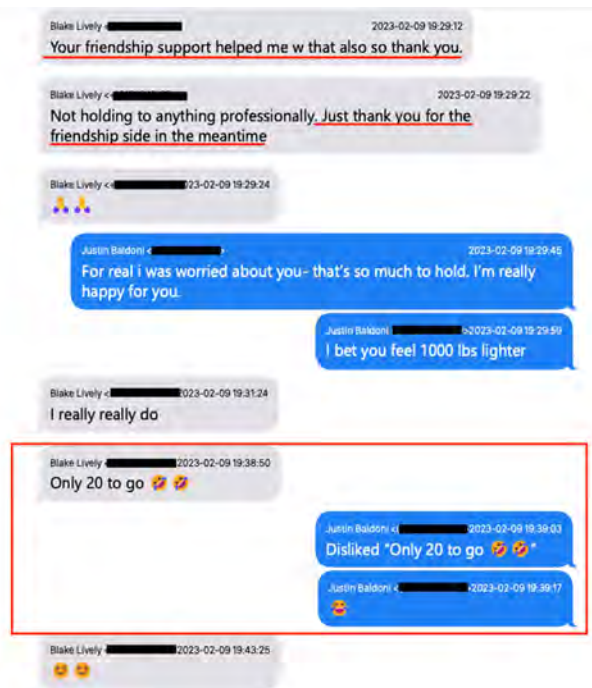 Blake Lively < 2023-02-09 19:29:12
Your friendship support helped me w that also so thank you.
Blake Lively << 2023-02-09 19:29:22
Not holding to anything professionally. Just thank you for the
friendship side in the meantime
Blake Lively << 023-02-09 19:29:24
🙏🙏
Justin Baldoni < > 2023-02-09 19:29:45
For real i was worried about you- that's so much to hold. I'm really
happy for you.
Justin Baldoni >2023-02-09 19:29:59
I bet you feel 1000 lbs lighter
Blake Lively < 2023-02-09 19:31:24
I really really do
Blake Lively < 2023-02-09 19:38:50
Only 20 to go 🤣 🤣
Justin Baldoni < 2023-02-09 19:39:03
Disliked "Only 20 to go 🤣 🤣"
Justin Baldoni < 2023-02-09 19:39:17
😂
Blake Lively 2023-02-09 19:43:25